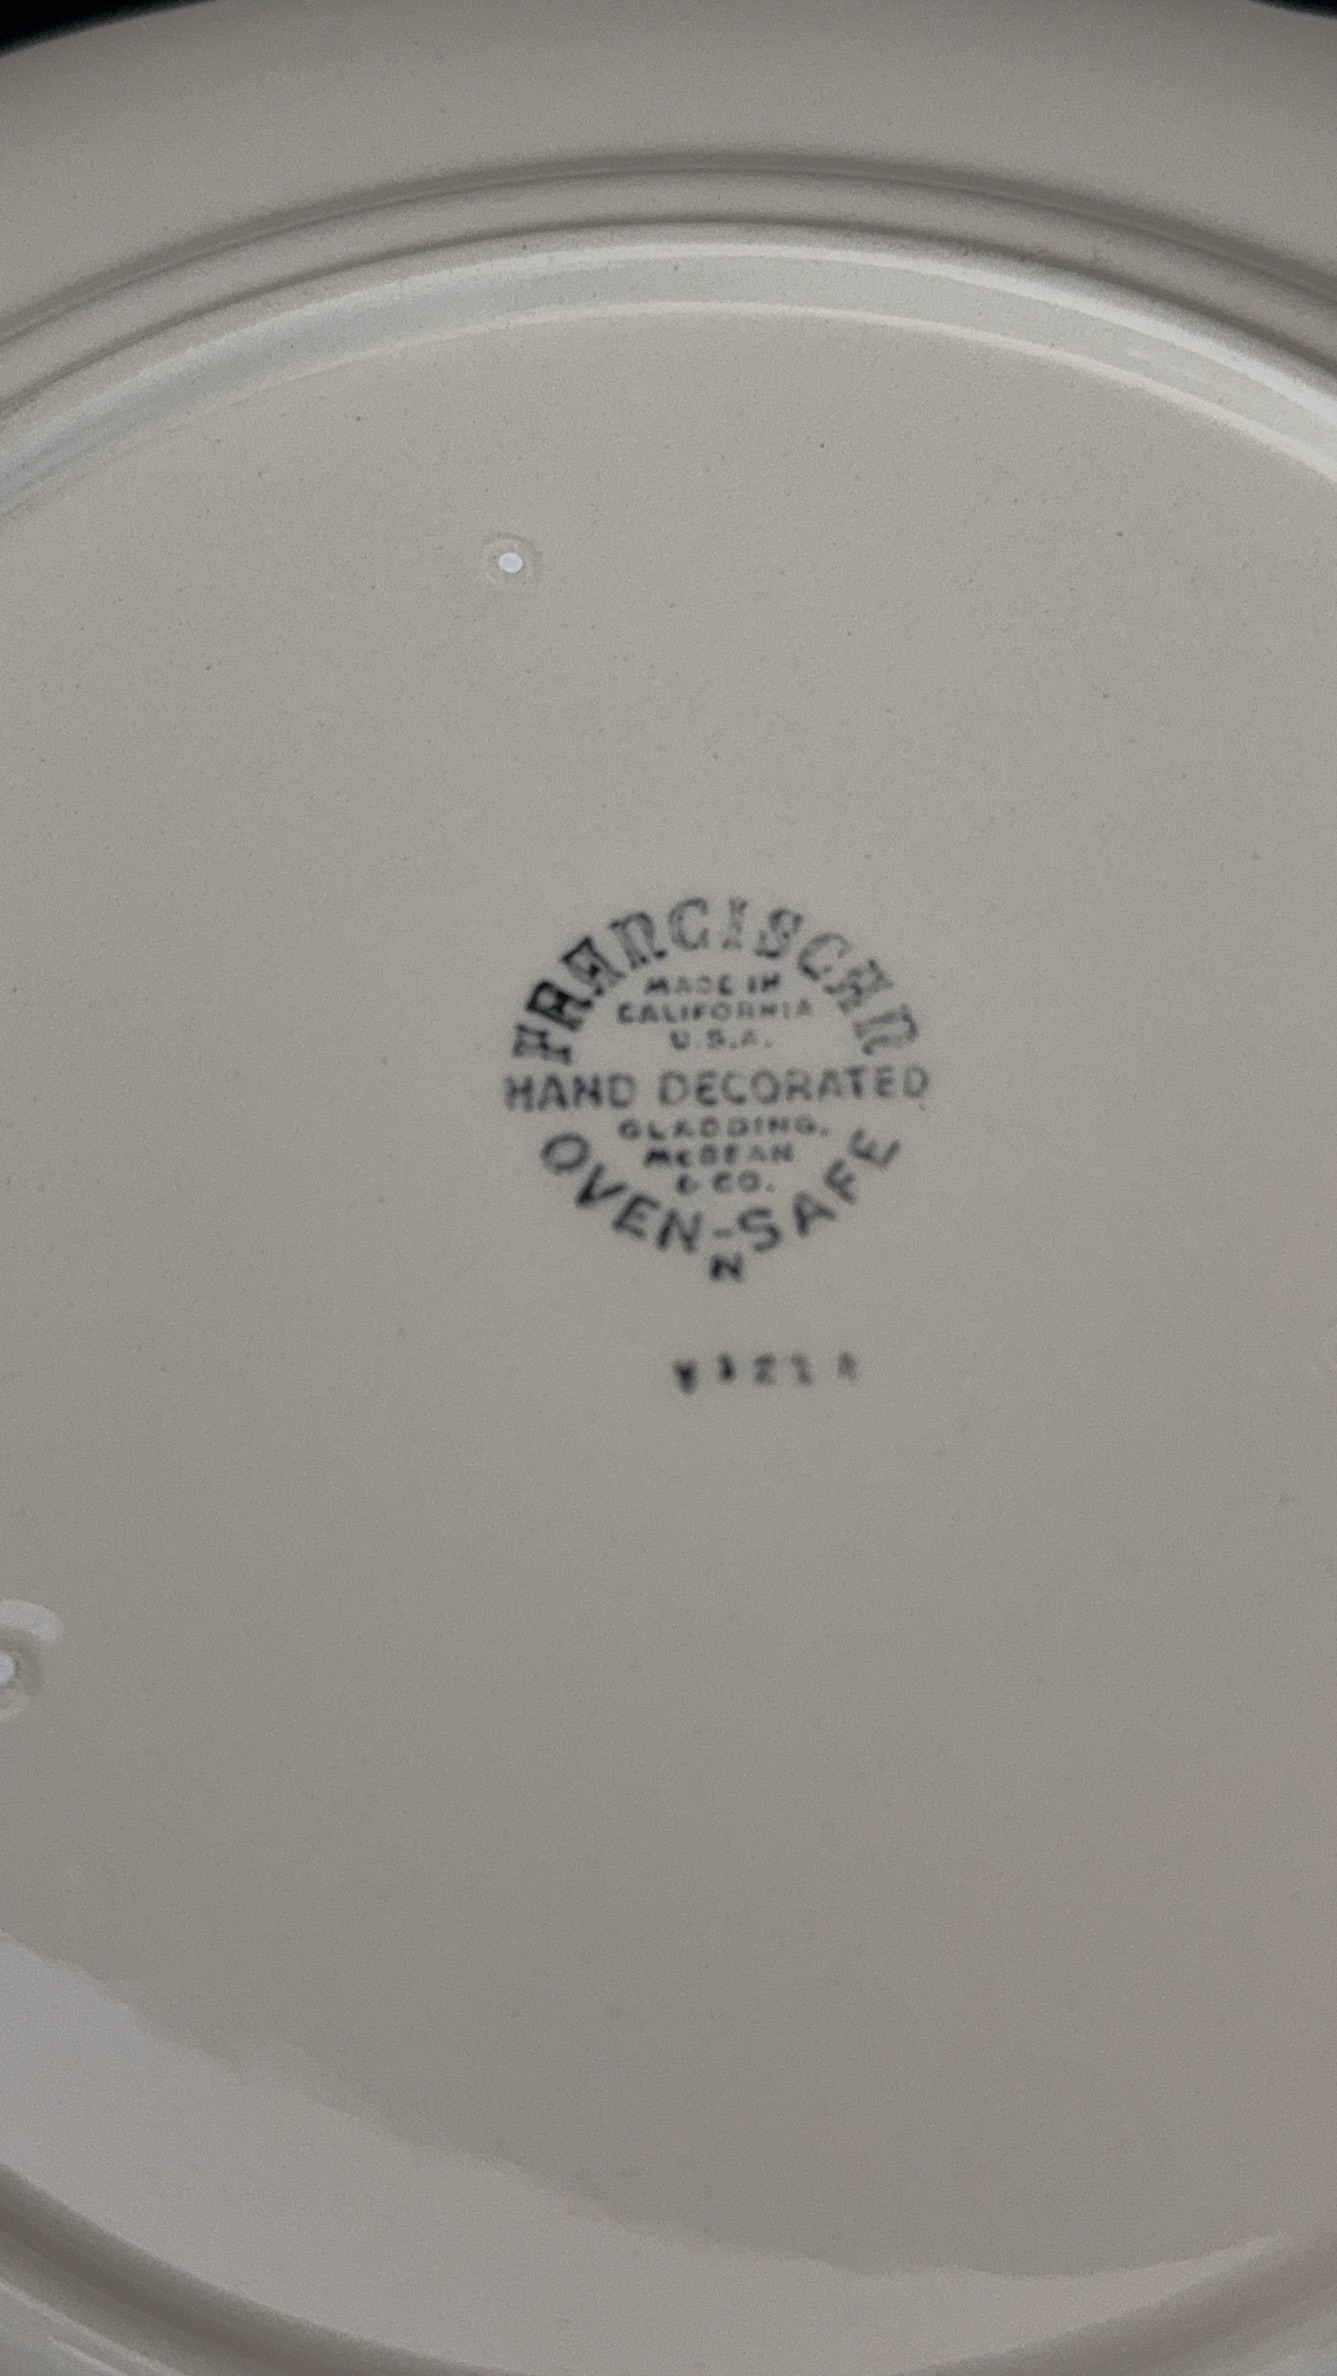 FRANCISCAN
MADE IN
CALIFORNIA
U.S.A.
HAND DECORATED
GLADDING,
McBEAN
& CO.
OVEN-SAFE
N